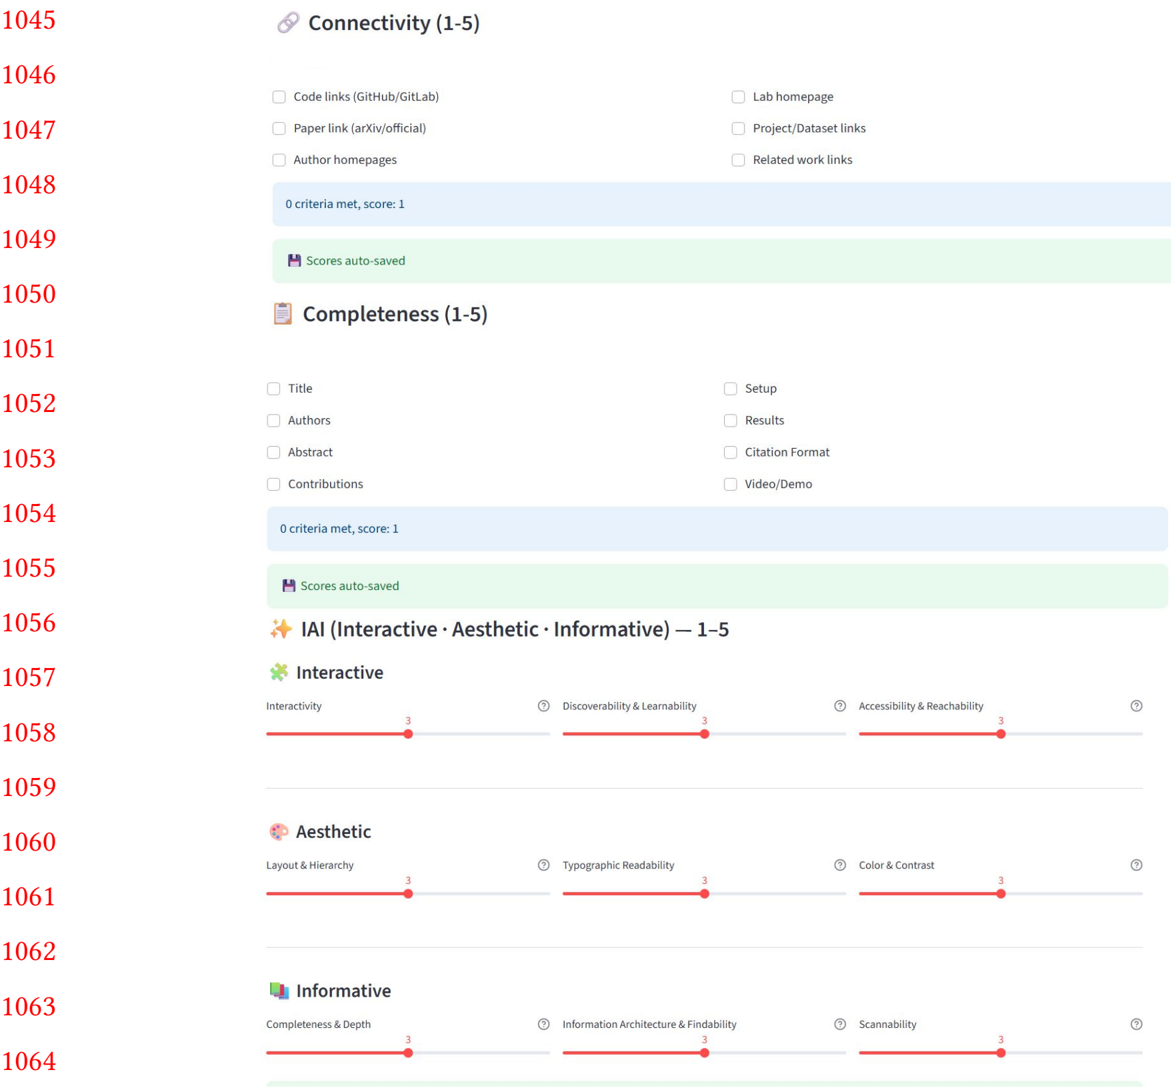 1045
Connectivity (1-5)
1046
Code links (GitHub/GitLab) Lab homepage
1047
Paper link (arXiv/official) Project/Dataset links
Author homepages Related work links
1048
0 criteria met, score: 1
1049
Scores auto-saved
1050
Completeness (1-5)
1051
Title Setup
1052
Authors Results
Abstract Citation Format
1053
Contributions Video/Demo
1054
0 criteria met, score: 1
1055
Scores auto-saved
1056
IAI (Interactive · Aesthetic · Informative) — 1–5
1057
Interactive
Interactivity ? Discoverability & Learnability ? Accessibility & Reachability ?
3 3 3
1058
1059
1060
Aesthetic
Layout & Hierarchy ? Typographic Readability ? Color & Contrast ?
3 3 3
1061
1062
1063
Informative
Completeness & Depth ? Information Architecture & Findability ? Scannability ?
3 3 3
1064